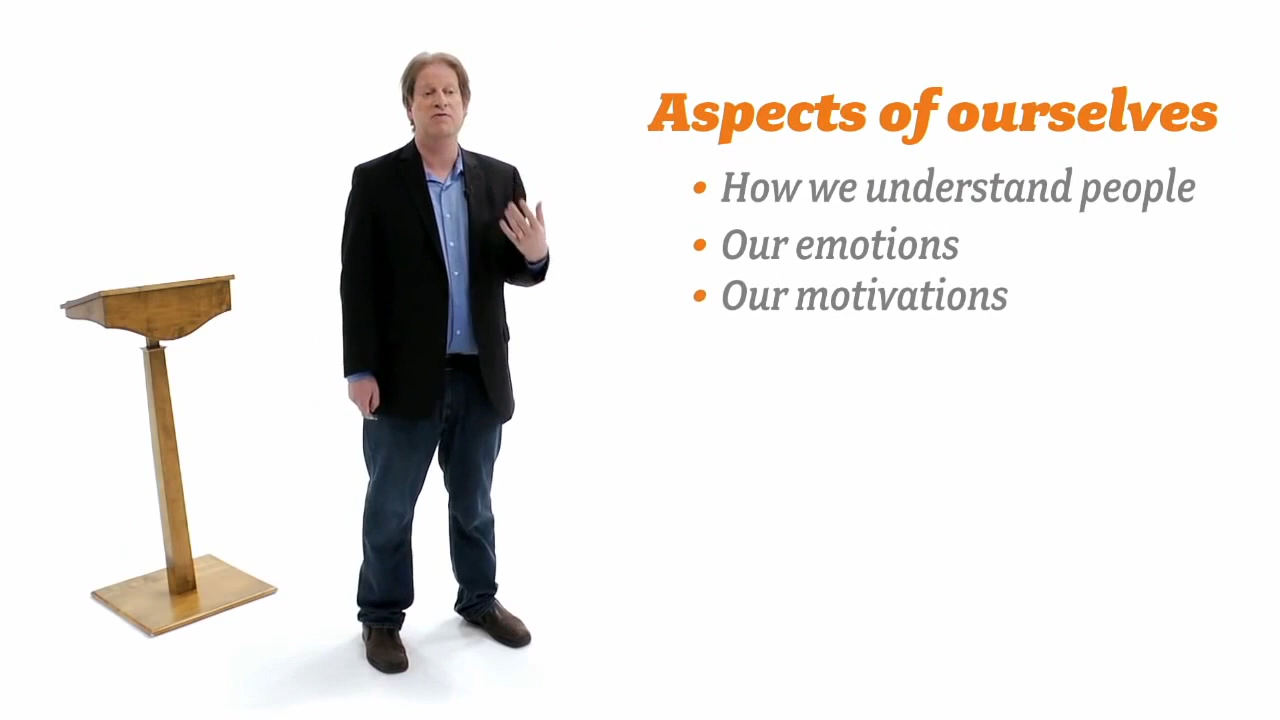 Aspects of ourselves
• How we understand people
• Our emotions
• Our motivations